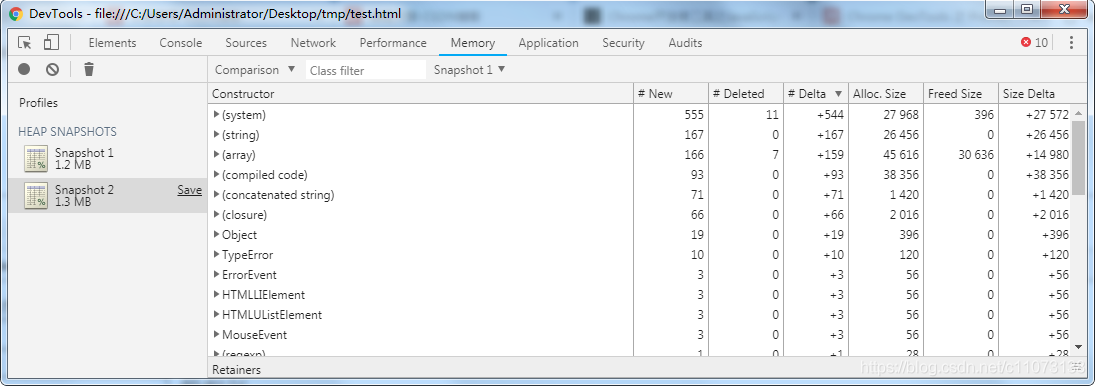 DevTools - file:///C:/Users/Administrator/Desktop/tmp/test.html
Elements Console Sources Network Performance Memory Application Security Audits 10
Comparison ▼ Class filter Snapshot 1 ▼
Profiles
HEAP SNAPSHOTS
Snapshot 1
1.2 MB
Snapshot 2 Save
1.3 MB
Constructor # New # Deleted # Delta ▼ Alloc. Size Freed Size Size Delta
(system) 555 11 +544 27 968 396 +27 572
(string) 167 0 +167 26 456 0 +26 456
(array) 166 7 +159 45 616 30 636 +14 980
(compiled code) 93 0 +93 38 356 0 +38 356
(concatenated string) 71 0 +71 1 420 0 +1 420
(closure) 66 0 +66 2 016 0 +2 016
Object 19 0 +19 396 0 +396
TypeError 10 0 +10 120 0 +120
ErrorEvent 3 0 +3 56 0 +56
HTMLLIElement 3 0 +3 56 0 +56
HTMLUListElement 3 0 +3 56 0 +56
MouseEvent 3 0 +3 56 0 +56
(regexp) 1 0 +1 28 0 +28
Retainers